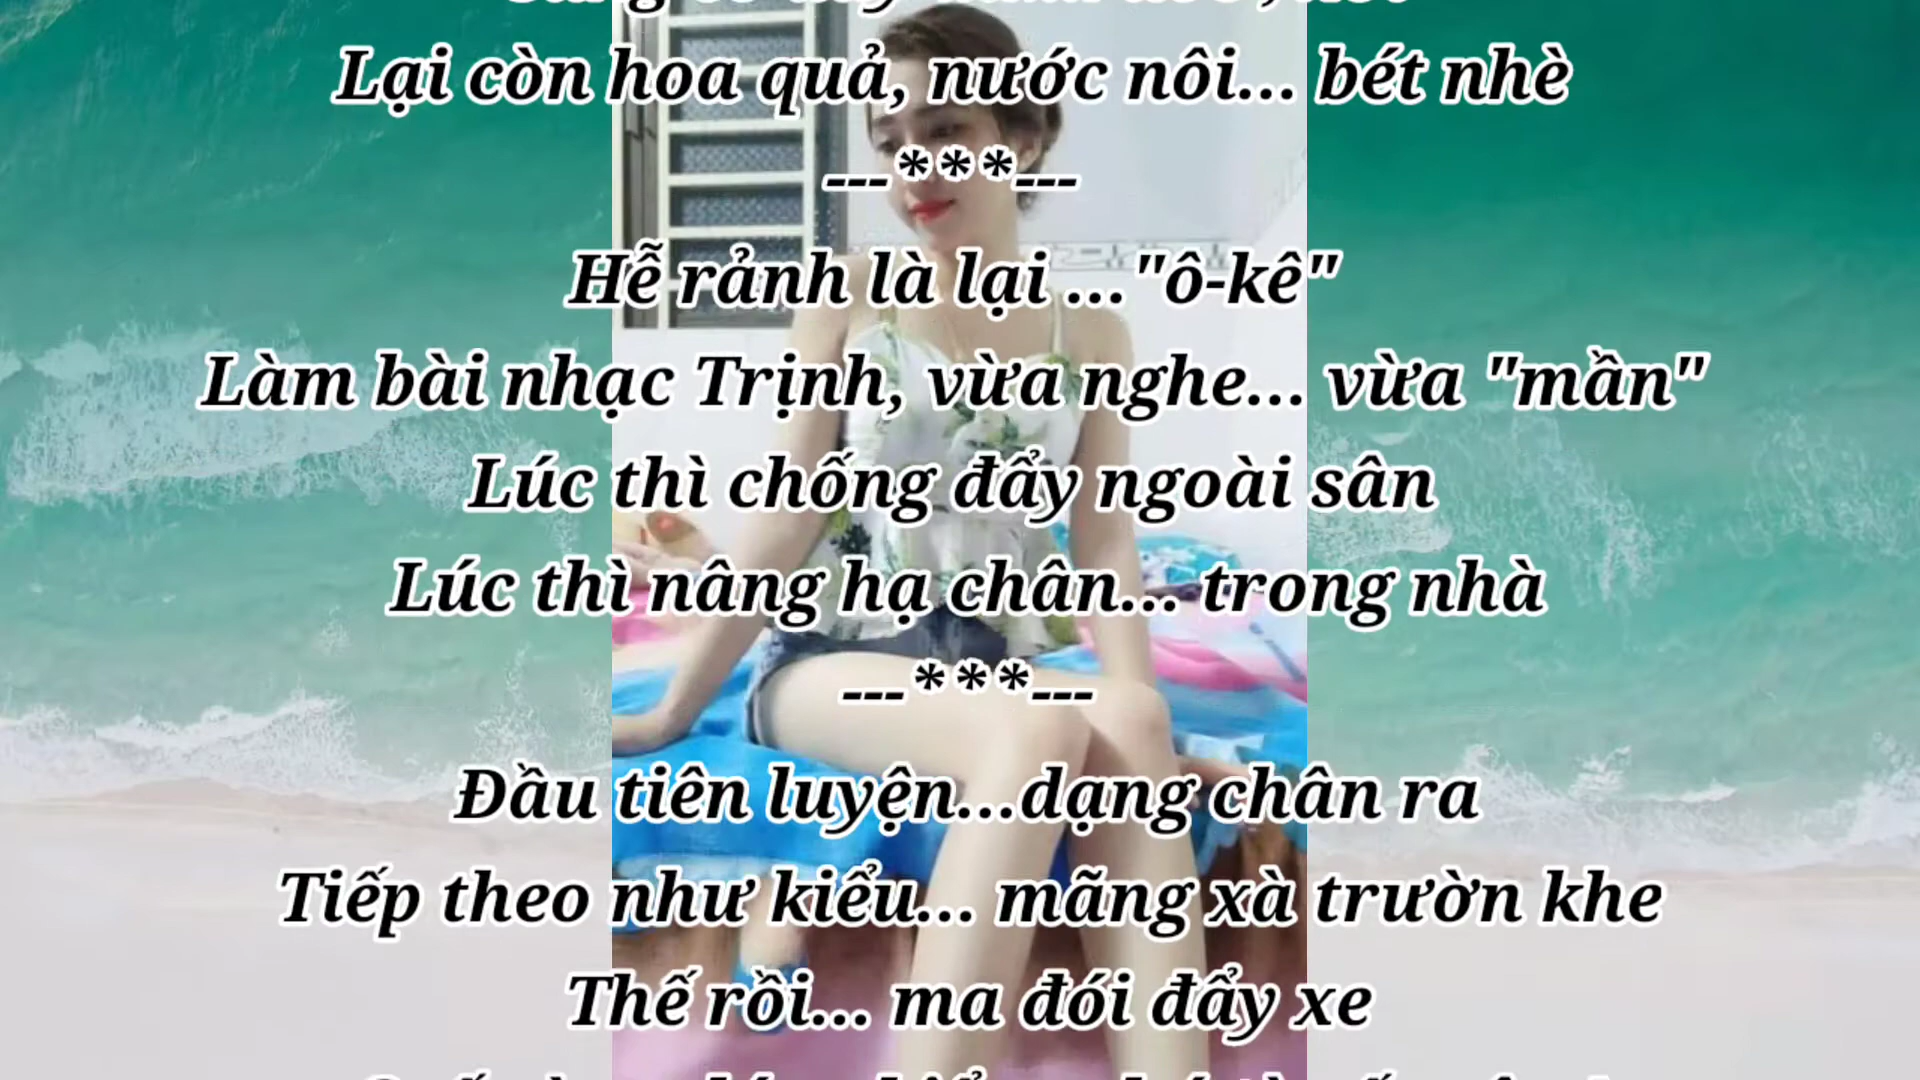 Lại còn hoa quả, nước nôi... bét nhè
---***---
Hễ rảnh là lại ..."ô-kê"
Làm bài nhạc Trịnh, vừa nghe... vừa "mần"
Lúc thì chống đẩy ngoài sân
Lúc thì nâng hạ chân... trong nhà
---***---
Đầu tiên luyện...dạng chân ra
Tiếp theo như kiểu... mãng xà trườn khe
Thế rồi... ma đói đẩy xe